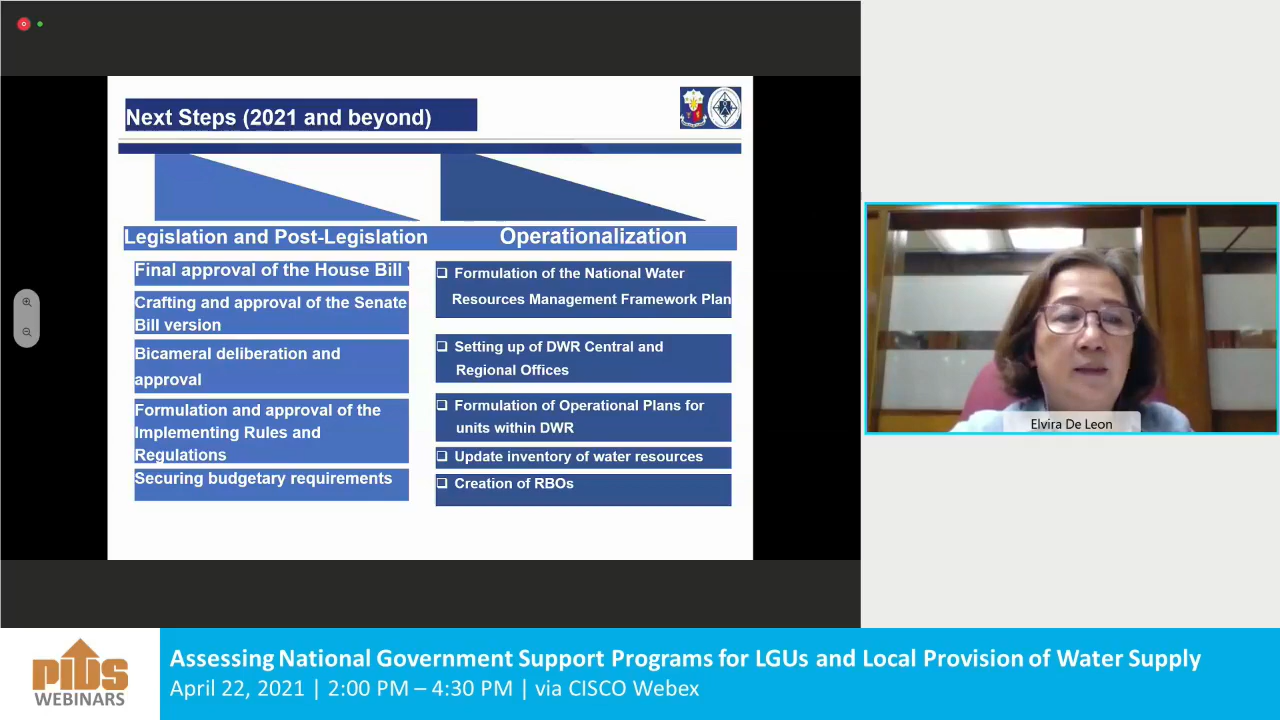 Next Steps (2021 and beyond)
Legislation and Post-Legislation
Final approval of the House Bill
Crafting and approval of the Senate
Bill version
Bicameral deliberation and
approval
Formulation and approval of the
Implementing Rules and
Regulations
Securing budgetary requirements
Operationalization
Formulation of the National Water
Resources Management Framework Plan
Setting up of DWR Central and
Regional Offices
Formulation of Operational Plans for
units within DWR
Update inventory of water resources
Creation of RBOs
Elvira De Leon
PIDS
WEBINARS
Assessing National Government Support Programs for LGUs and Local Provision of Water Supply
April 22, 2021 | 2:00 PM – 4:30 PM | via CISCO Webex